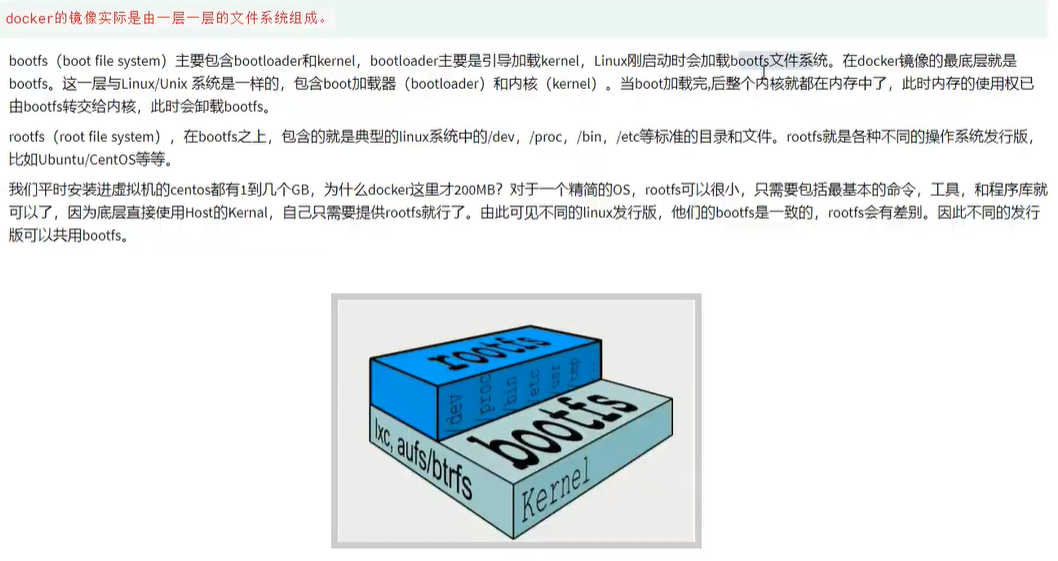 docker的镜像实际是由一层一层的文件系统组成。
bootfs（boot file system）主要包含bootloader和kernel，bootloader主要是引导加载kernel，Linux刚启动时会加载bootfs文件系统。在docker镜像的最底层就是
bootfs。这一层与Linux/Unix 系统是一样的，包含boot加载器（bootloader）和内核（kernel）。当boot加载完,后整个内核就都在内存中了，此时内存的使用权已
由bootfs转交给内核，此时会卸载bootfs。
rootfs（root file system），在bootfs之上，包含的就是典型的linux系统中的/dev，/proc，/bin，/etc等标准的目录和文件。rootfs就是各种不同的操作系统发行版，
比如Ubuntu/CentOS等等。
我们平时安装进虚拟机的centos都有1到几个GB，为什么docker这里才200MB？对于一个精简的OS，rootfs可以很小，只需要包括最基本的命令，工具，和程序库就
可以了，因为底层直接使用Host的Kernal，自己只需要提供rootfs就行了。由此可见不同的linux发行版，他们的bootfs是一致的，rootfs会有差别。因此不同的发行
版可以共用bootfs。
rootfs
/dev
/proc
/bin
/etc
/usr
/tmp
bootfs
lxc, aufs/btrfs
Kernel